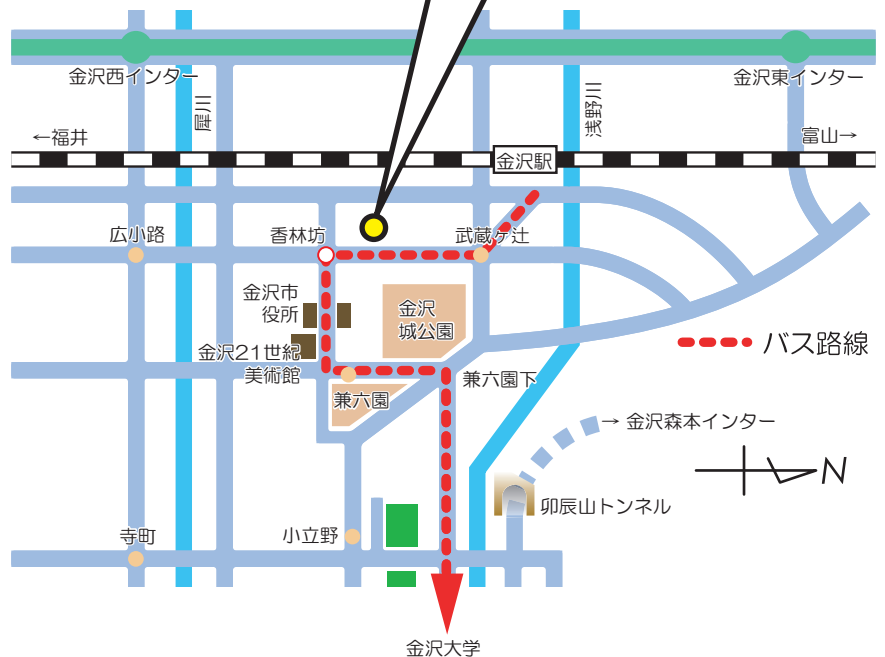 金沢西インター
金沢東インター
犀川
浅野川
←福井
富山→
金沢駅
広小路
香林坊
武蔵ヶ辻
金沢市
役所
金沢
城公園
金沢21世紀
美術館
バス路線
兼六園
兼六園下
→ 金沢森本インター
N
卯辰山トンネル
寺町
小立野
金沢大学